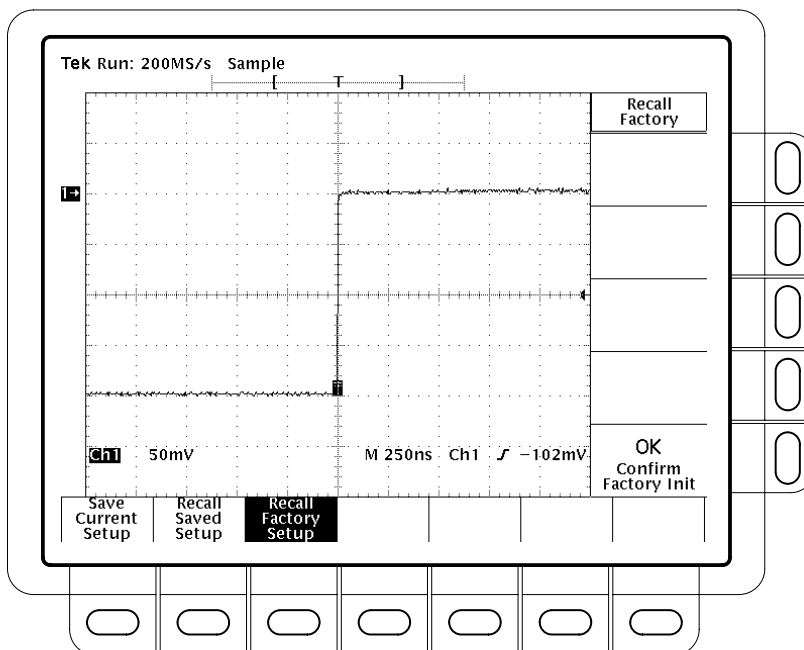 Tek Run: 200MS/s Sample
[ T ]
Recall
Factory
1→
T
Ch1 50mV M 250ns Ch1 −102mV
OK
Confirm
Factory Init
Save
Current
Setup
Recall
Saved
Setup
Recall
Factory
Setup